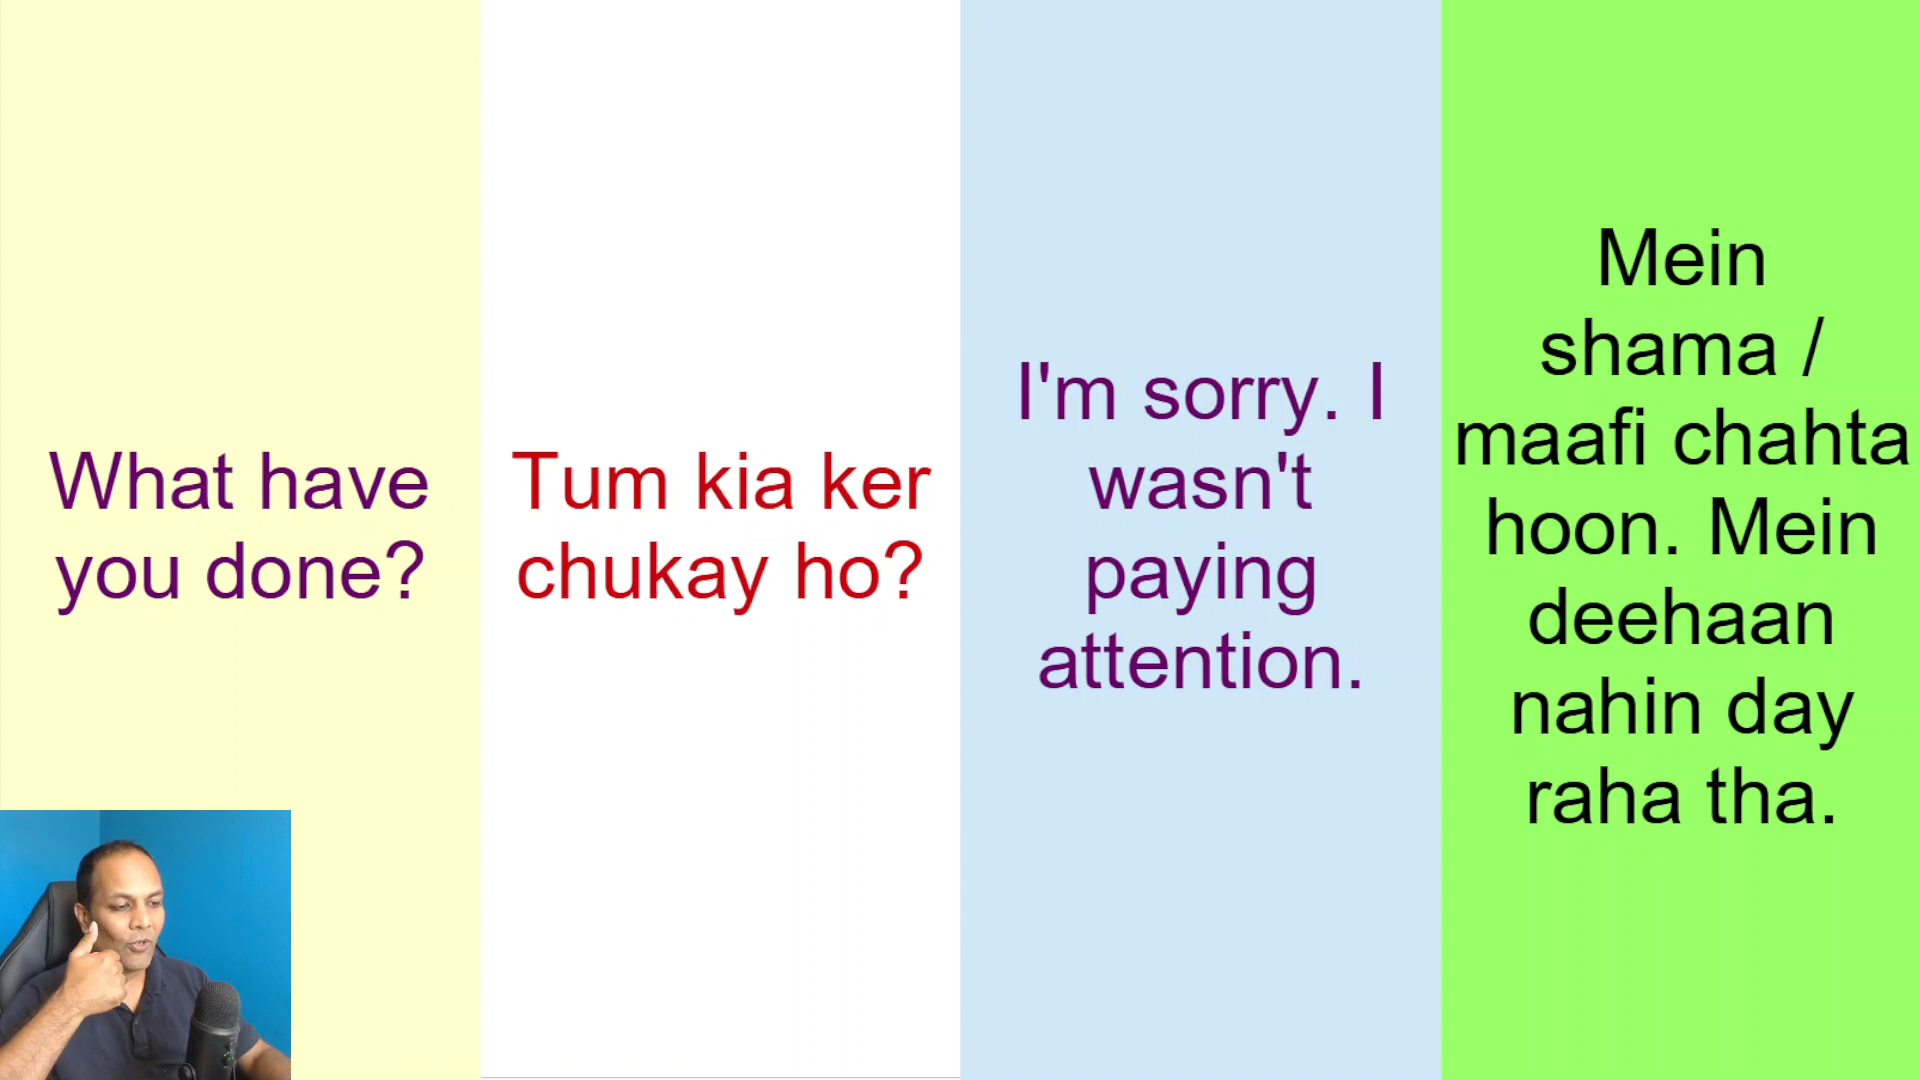 What have
you done?
Tum kia ker
chukay ho?
I'm sorry. I
wasn't
paying
attention.
Mein
shama /
maafi chahta
hoon. Mein
deehaan
nahin day
raha tha.